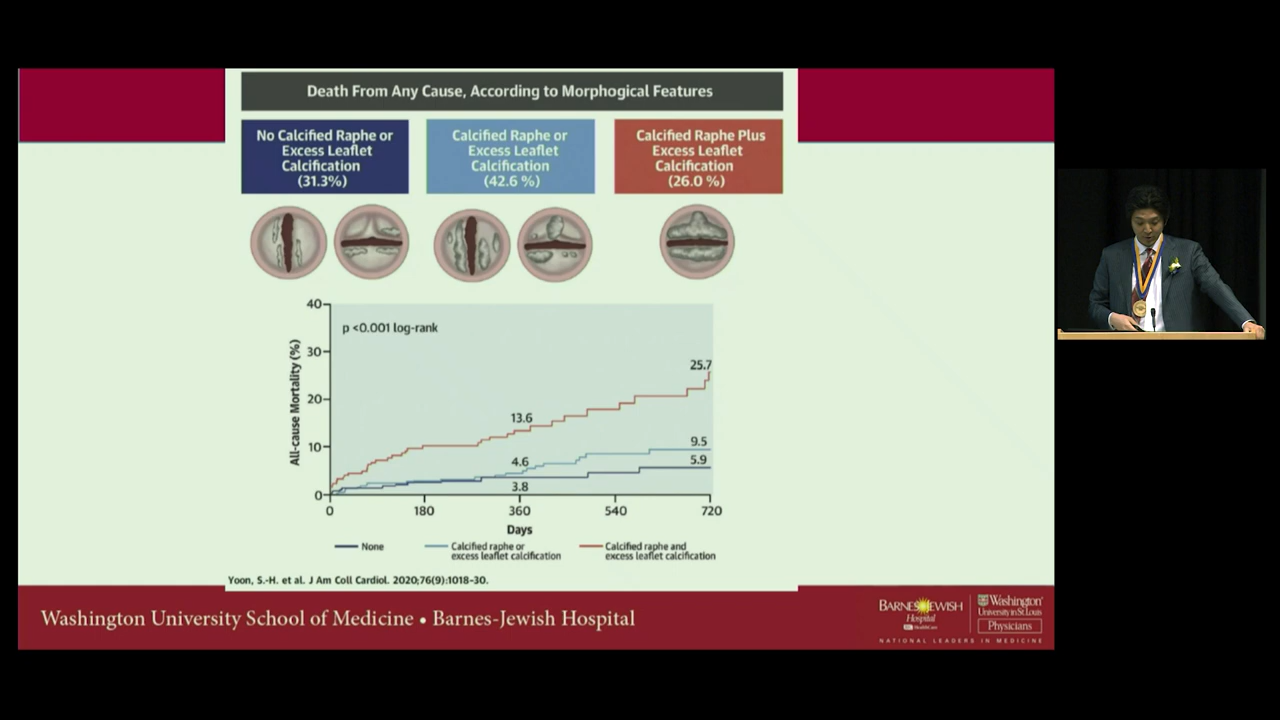 Death From Any Cause, According to Morphogical Features
No Calcified Raphe or
Excess Leaflet
Calcification
(31.3%)
Calcified Raphe or
Excess Leaflet
Calcification
(42.6 %)
Calcified Raphe Plus
Excess Leaflet
Calcification
(26.0 %)
p <0.001 log-rank
All-cause Mortality (%)
40
30
20
10
0
25.7
13.6
9.5
4.6
5.9
3.8
0
180
360
540
720
Days
None
Calcified raphe or
excess leaflet calcification
Calcified raphe and
excess leaflet calcification
Yoon, S.-H. et al. J Am Coll Cardiol. 2020;76(9):1018-30.
Washington University School of Medicine • Barnes-Jewish Hospital
BARNES JEWISH
Hospital
HealthCare
Washington
University in St. Louis
Physicians
NATIONAL LEADERS IN MEDICINE